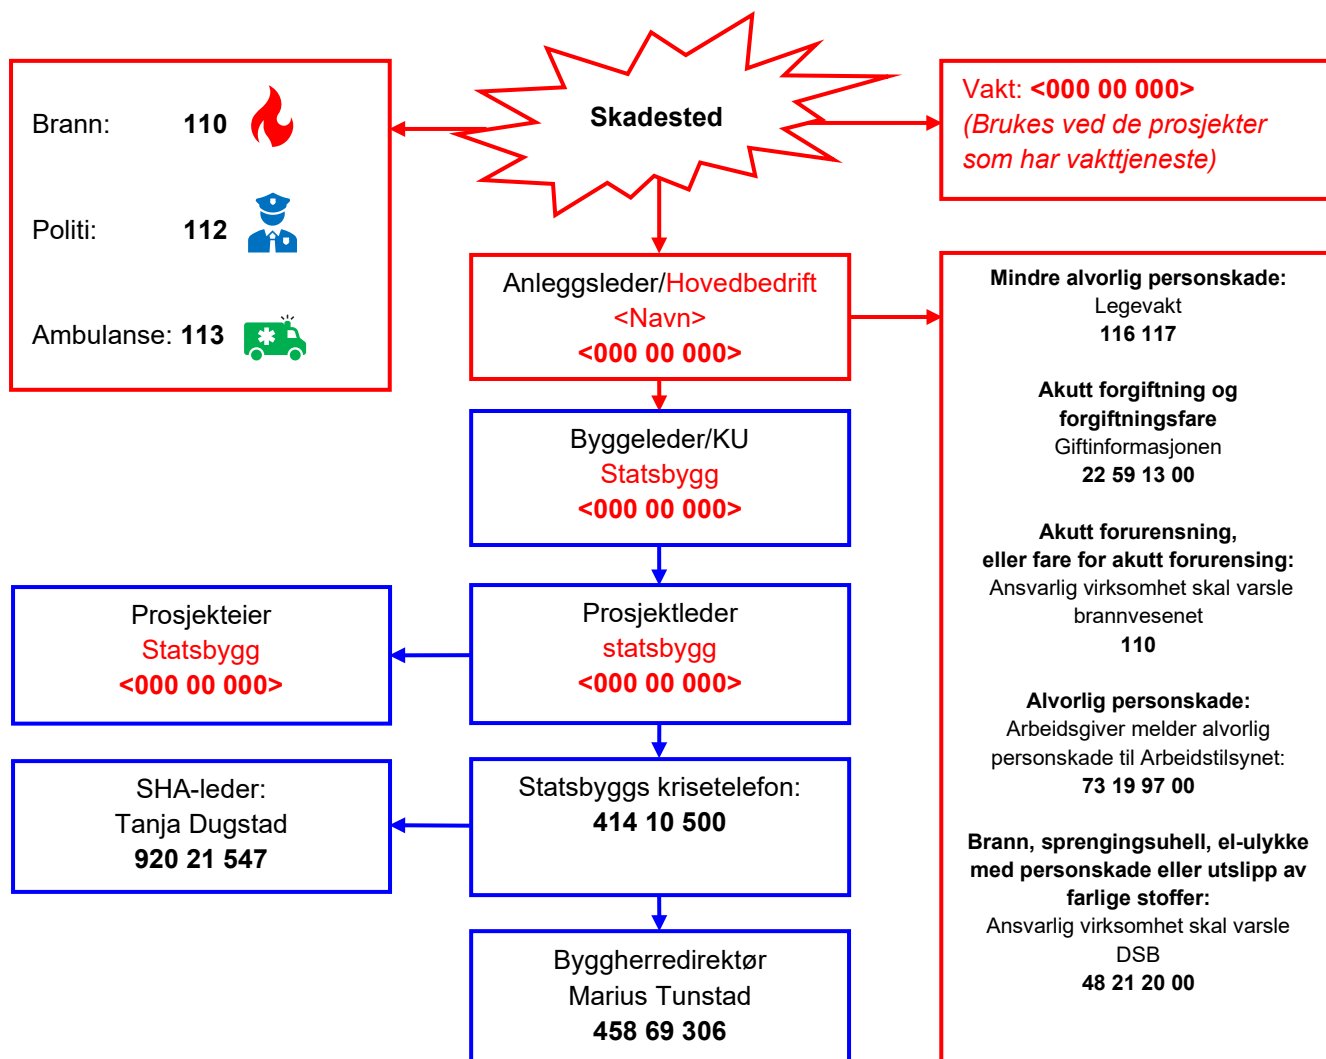 Skadested
Brann: 110
Politi: 112
Ambulanse: 113
Vakt: <000 00 000>
(Brukes ved de prosjekter
som har vakttjeneste)
Anleggsleder/Hovedbedrift
<Navn>
<000 00 000>
Byggeleder/KU
Statsbygg
<000 00 000>
Prosjekteier
Statsbygg
<000 00 000>
Prosjektleder
statsbygg
<000 00 000>
SHA-leder:
Tanja Dugstad
920 21 547
Statsbyggs krisetelefon:
414 10 500
Byggherredirektør
Marius Tunstad
458 69 306
Mindre alvorlig personskade:
Legevakt
116 117
Akutt forgiftning og
forgiftningsfare
Giftinformasjonen
22 59 13 00
Akutt forurensning,
eller fare for akutt forurensing:
Ansvarlig virksomhet skal varsle
brannvesenet
110
Alvorlig personskade:
Arbeidsgiver melder alvorlig
personskade til Arbeidstilsynet:
73 19 97 00
Brann, sprengingsuhell, el-ulykke
med personskade eller utslipp av
farlige stoffer:
Ansvarlig virksomhet skal varsle
DSB
48 21 20 00